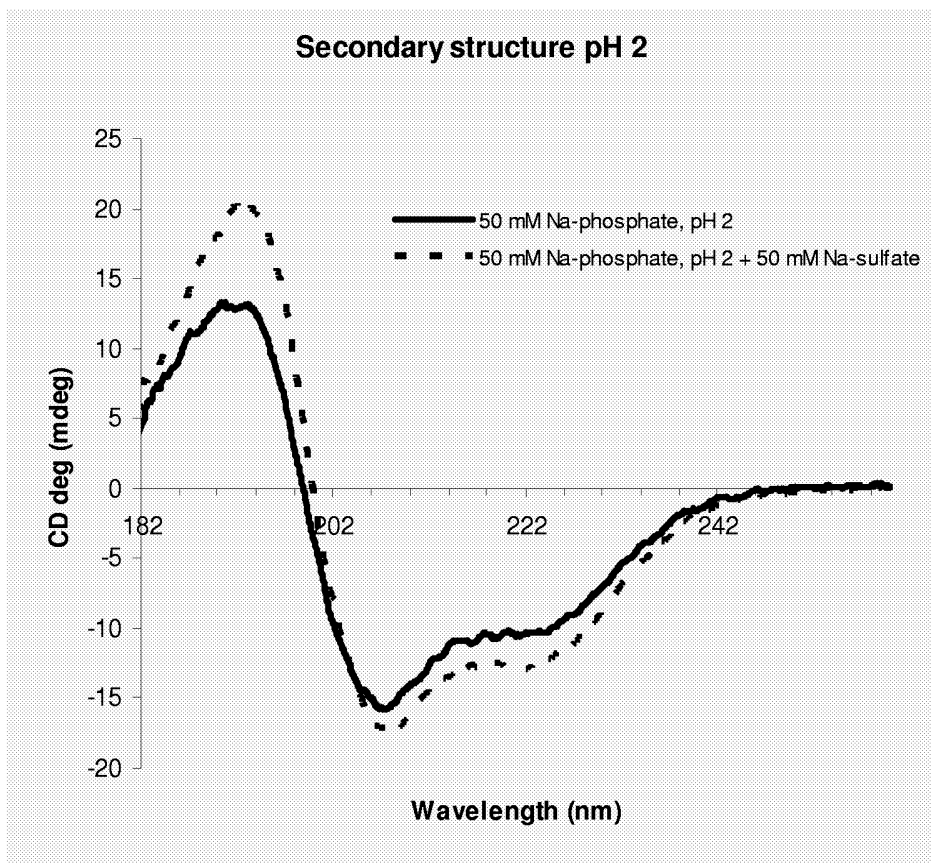 Secondary structure pH 2
25
20
50 mM Na-phosphate, pH 2
50 mM Na-phosphate, pH 2 + 50 mM Na-sulfate
15
10
5
0
182 202 222 242
-5
-10
-15
-20
CD deg (mdeg)
Wavelength (nm)